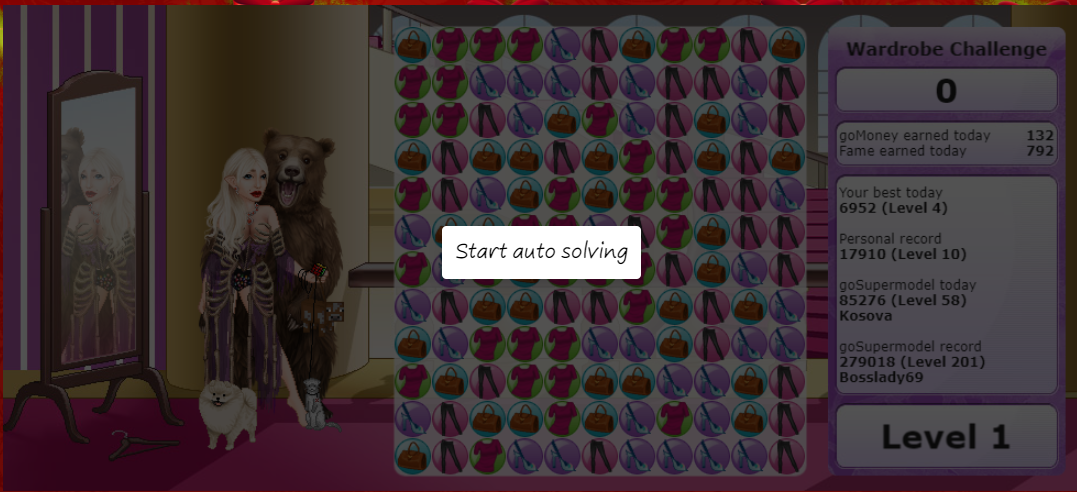 Wardrobe Challenge
0
goMoney earned today 132
Fame earned today 792
Your best today
6952 (Level 4)
Personal record
17910 (Level 10)
Start auto solving
goSupermodel today
85276 (Level 58)
Kosova
goSupermodel record
279018 (Level 201)
Bosslady69
Level 1